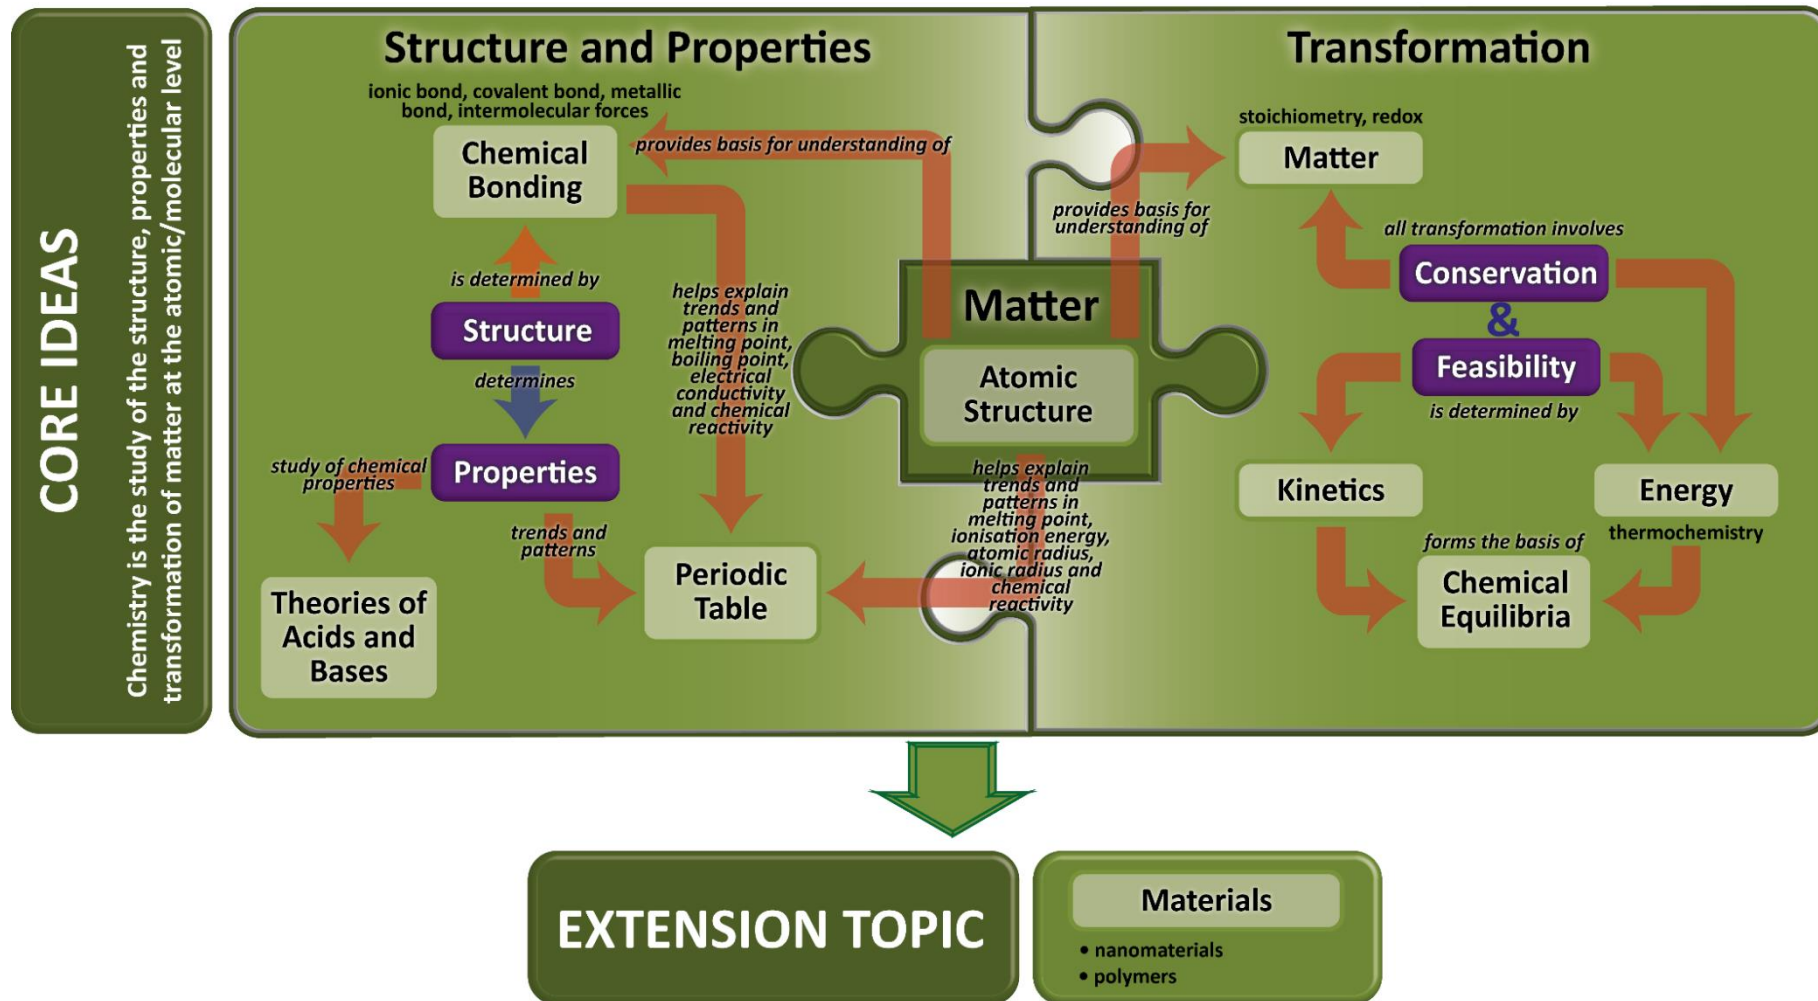 CORE IDEAS
Chemistry is the study of the structure, properties and
transformation of matter at the atomic/molecular level
Structure and Properties
ionic bond, covalent bond, metallic
bond, intermolecular forces
Chemical
Bonding
provides basis for understanding of
is determined by
Structure
determines
Properties
study of chemical
properties
Theories of
Acids and
Bases
trends and
patterns
helps explain
trends and
patterns in
melting point,
boiling point,
electrical
conductivity
and chemical
reactivity
Periodic
Table
Matter
Atomic
Structure
helps explain
trends and
patterns in
melting point,
ionisation energy,
atomic radius,
ionic radius and
chemical
reactivity
Transformation
provides basis for
understanding of
stoichiometry, redox
Matter
all transformation involves
Conservation
&
Feasibility
is determined by
Kinetics
Energy
thermochemistry
forms the basis of
Chemical
Equilibria
EXTENSION TOPIC
Materials
• nanomaterials
• polymers